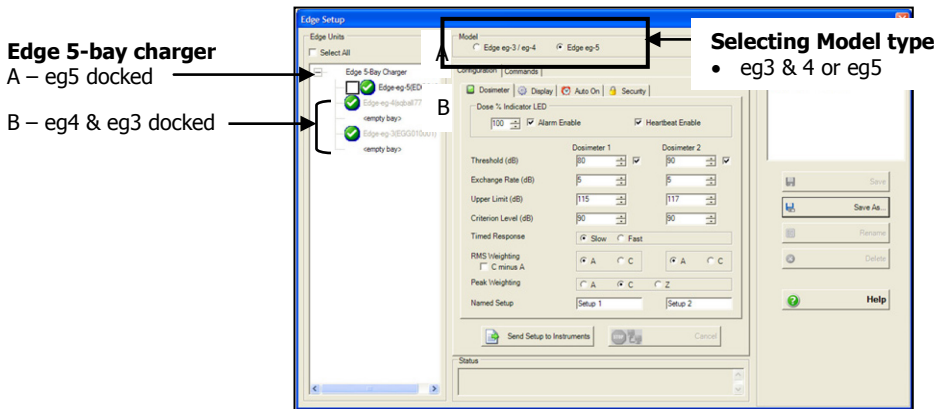 Edge 5-bay charger
A – eg5 docked
B – eg4 & eg3 docked
Edge Setup
Edge Units
Select All
Edge 5-Bay Charger
Edge-eg-5(ED
<empty bay>
<empty bay>
A
B
Model
Edge eg-3 / eg-4
Edge eg-5
Selecting Model type
• eg3 & 4 or eg5
Configuration Commands
Dosimeter Display Auto On Security
Dose % Indicator LED
100 Alarm Enable Heartbeat Enable
Dosimeter 1 Dosimeter 2
Threshold (dB) 80 90
Exchange Rate (dB) 5 5
Upper Limit (dB) 115 117
Criterion Level (dB) 90 90
Timed Response Slow Fast
RMS Weighting A C A C
C minus A
Peak Weighting A C Z
Named Setup Setup 1 Setup 2
Send Setup to Instruments
Cancel
Status
Save
Save As...
Rename
Delete
Help